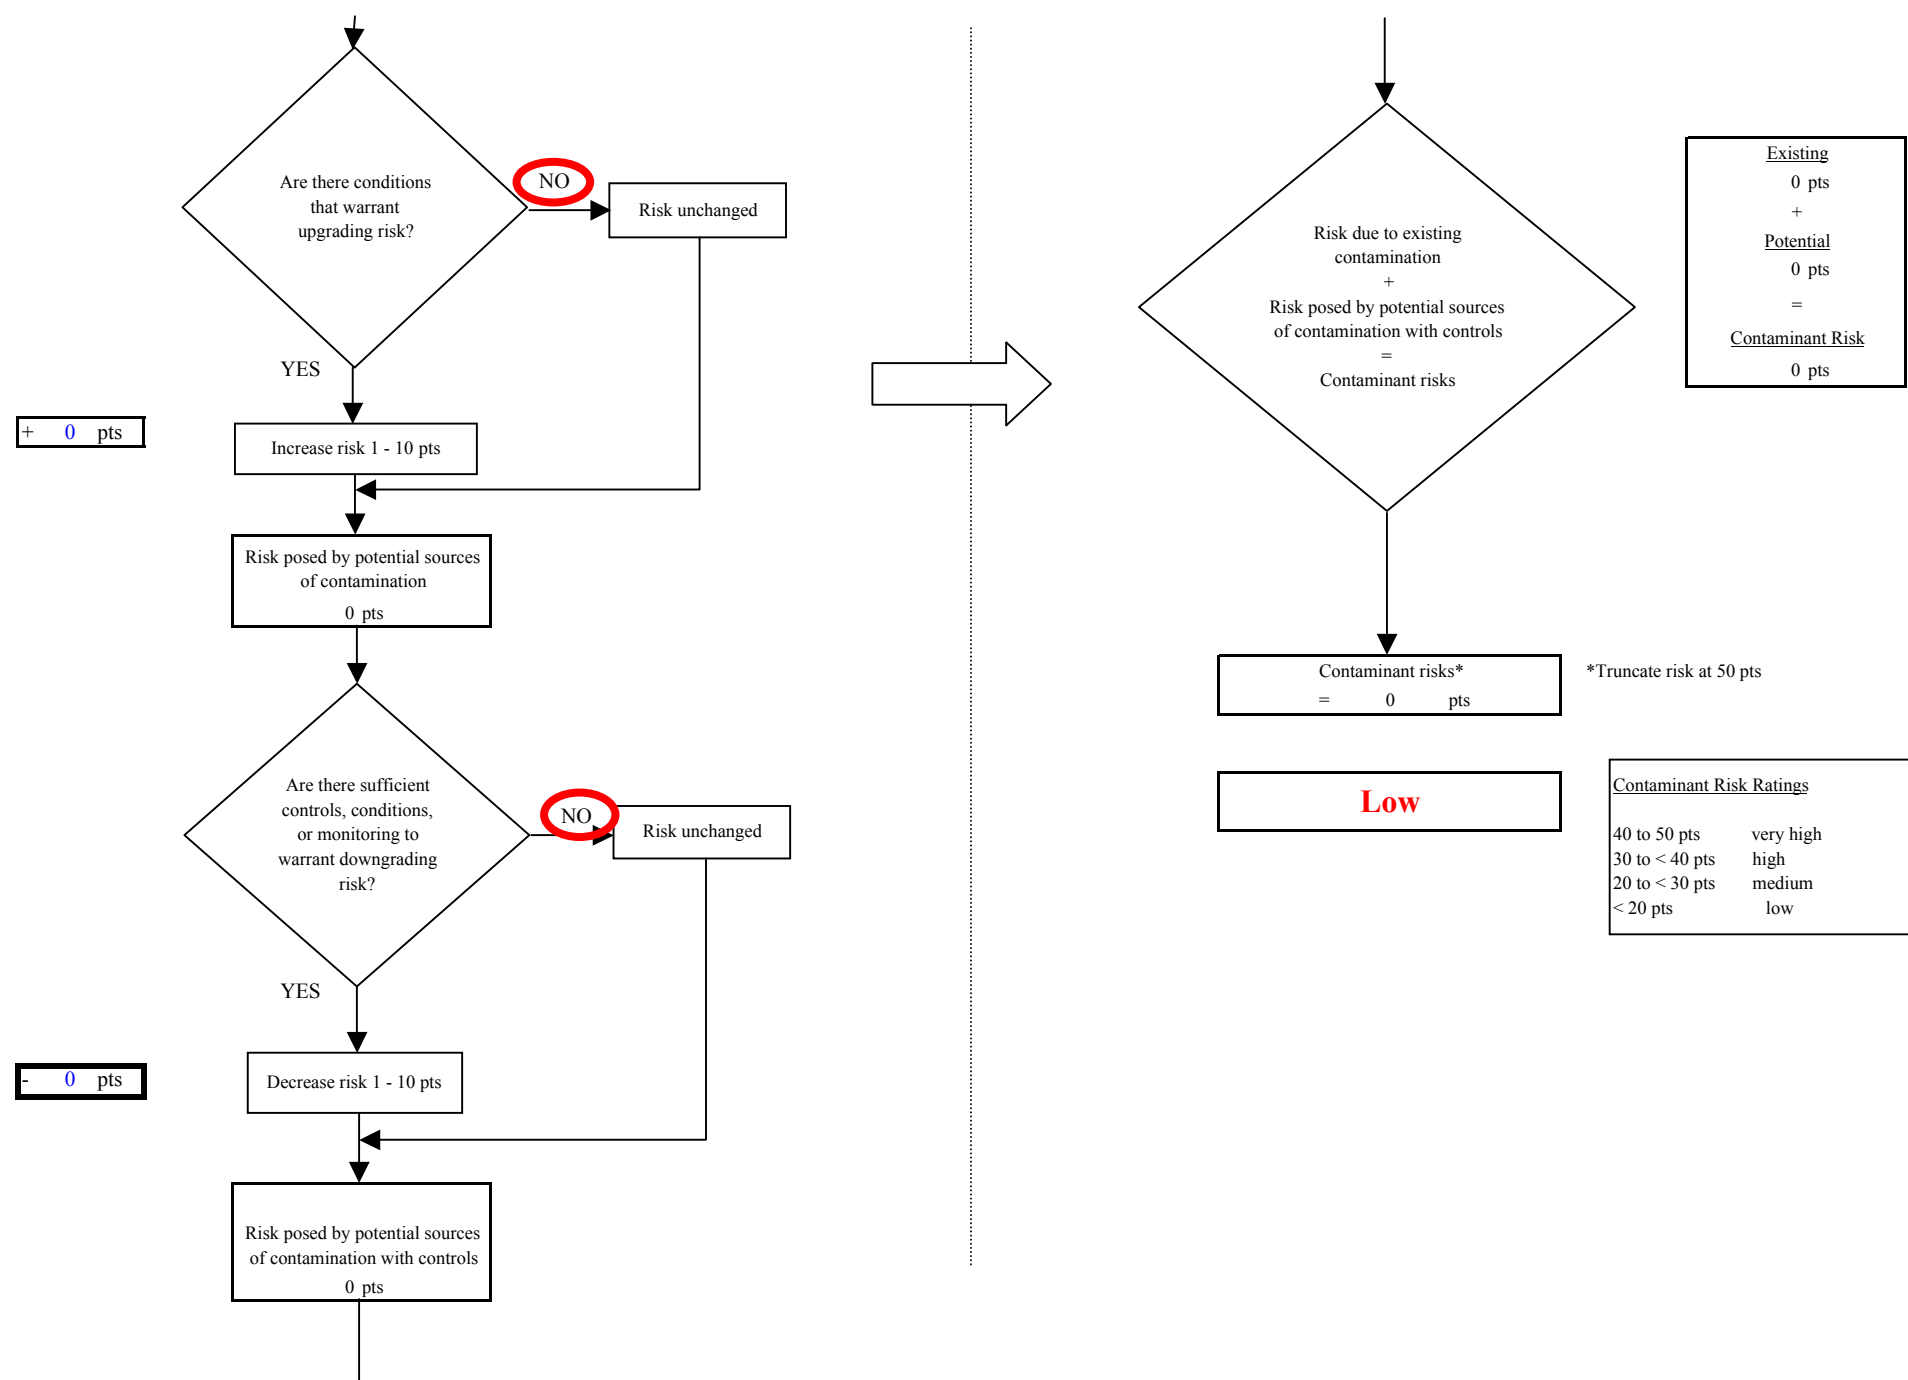 Are there conditions
that warrant
upgrading risk?
NO
Risk unchanged
YES
+ 0 pts
Increase risk 1 - 10 pts
Risk posed by potential sources
of contamination
0 pts
Are there sufficient
controls, conditions,
or monitoring to
warrant downgrading
risk?
NO
Risk unchanged
YES
- 0 pts
Decrease risk 1 - 10 pts
Risk posed by potential sources
of contamination with controls
0 pts
Risk due to existing
contamination
+
Risk posed by potential sources
of contamination with controls
=
Contaminant risks
Existing
0 pts
+
Potential
0 pts
=
Contaminant Risk
0 pts
Contaminant risks*
= 0 pts
*Truncate risk at 50 pts
Low
Contaminant Risk Ratings
40 to 50 pts very high
30 to < 40 pts high
20 to < 30 pts medium
< 20 pts low